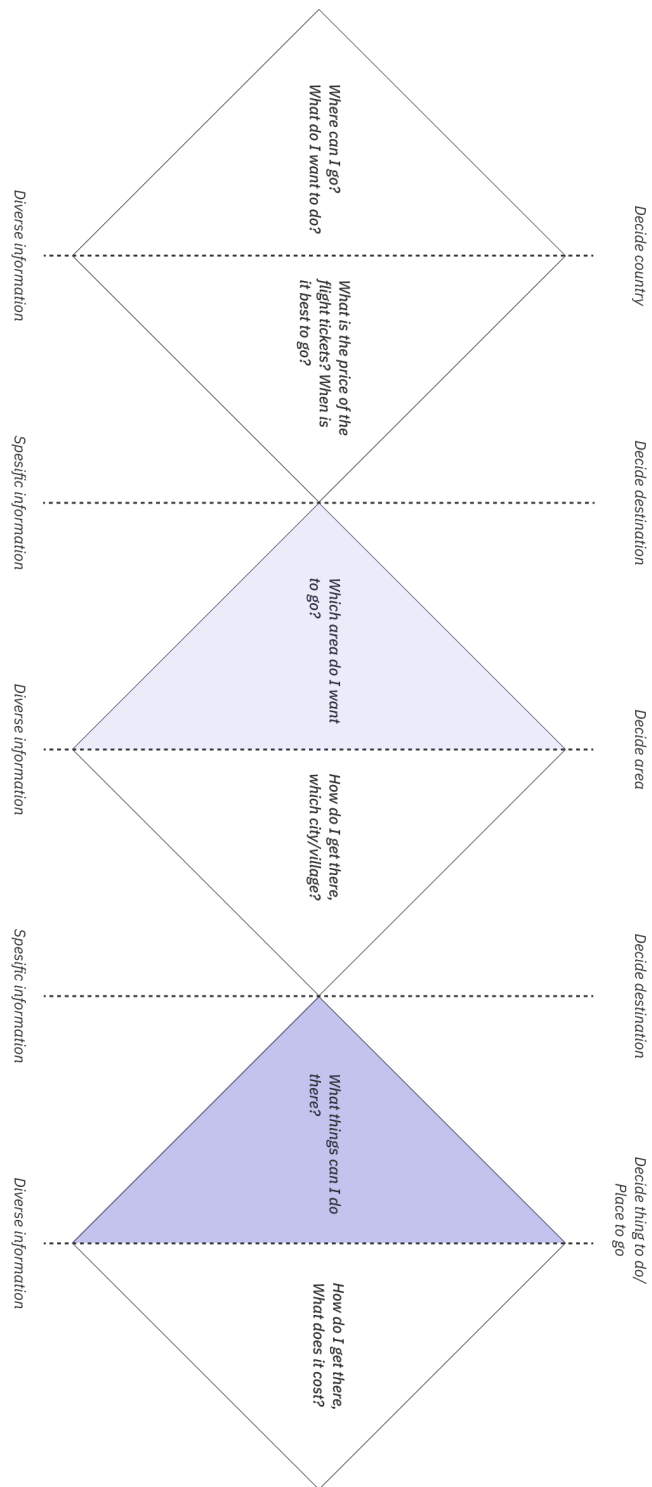 Decide country
Decide destination
Decide area
Decide destination
Decide thing to do/
Place to go
Where can I go?
What do I want to do?
What is the price of the
flight tickets? When is
it best to go?
Which area do I want
to go?
How do I get there,
which city/village?
What things can I do
there?
How do I get there,
What does it cost?
Diverse information
Spesific information
Diverse information
Spesific information
Diverse information